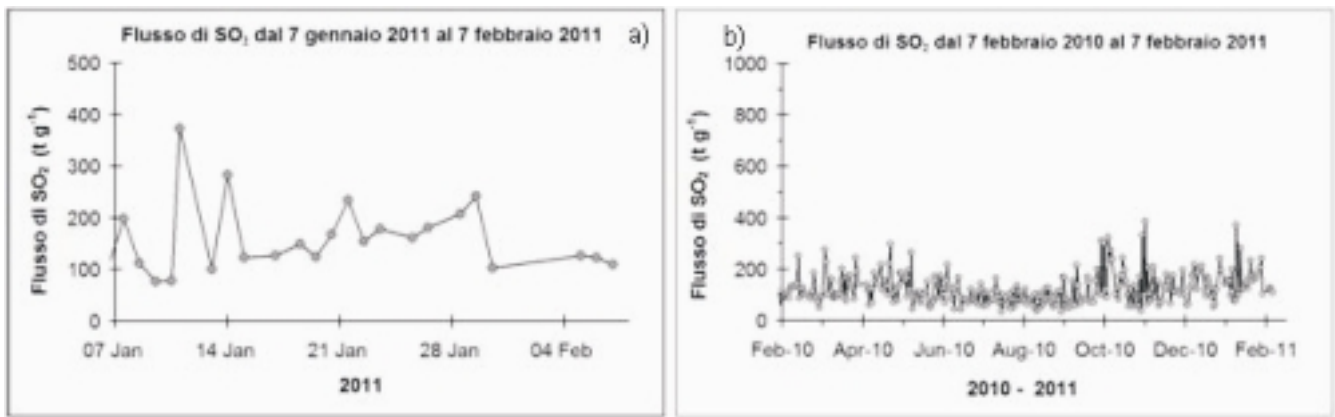 Flusso di SO₂ dal 7 gennaio 2011 al 7 febbraio 2011 a)
Flusso di SO₂ (t g⁻¹)
500
400
300
200
100
0
07 Jan 14 Jan 21 Jan 28 Jan 04 Feb
2011
b) Flusso di SO₂ dal 7 febbraio 2010 al 7 febbraio 2011
Flusso di SO₂ (t g⁻¹)
1000
800
600
400
200
0
Feb-10 Apr-10 Jun-10 Aug-10 Oct-10 Dec-10 Feb-11
2010 - 2011